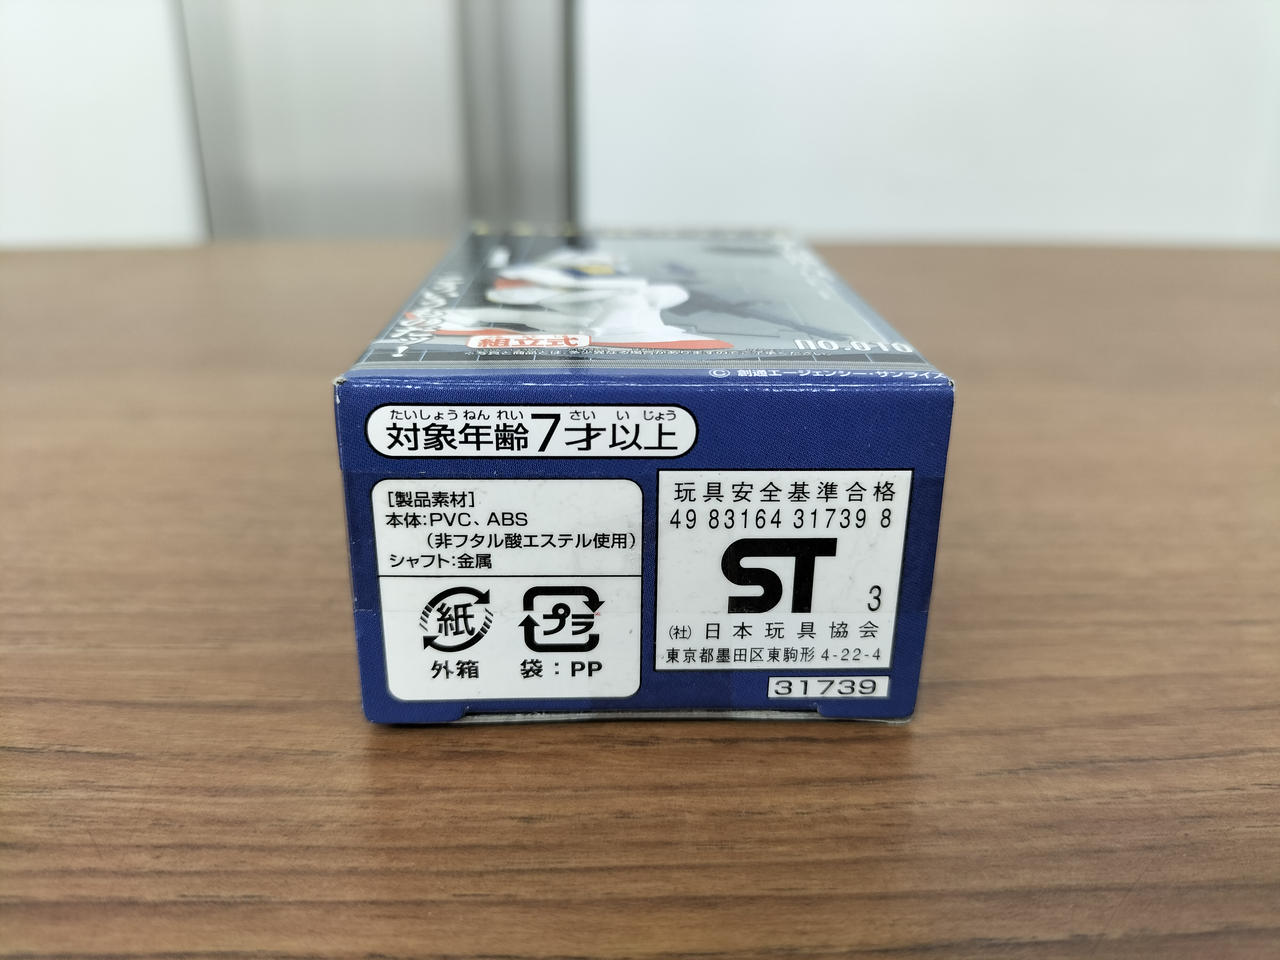 組立式
no.010
© 創通エージェンシー・サンライズ
たいしょうねんれい さいいじょう
対象年齢7才以上
[製品素材]
本体:PVC、ABS
(非フタル酸エステル使用)
シャフト:金属
紙
外箱
プラ
袋:PP
玩具安全基準合格
49 83164 31739 8
ST 3
(社)日本玩具協会
東京都墨田区東駒形 4-22-4
31739